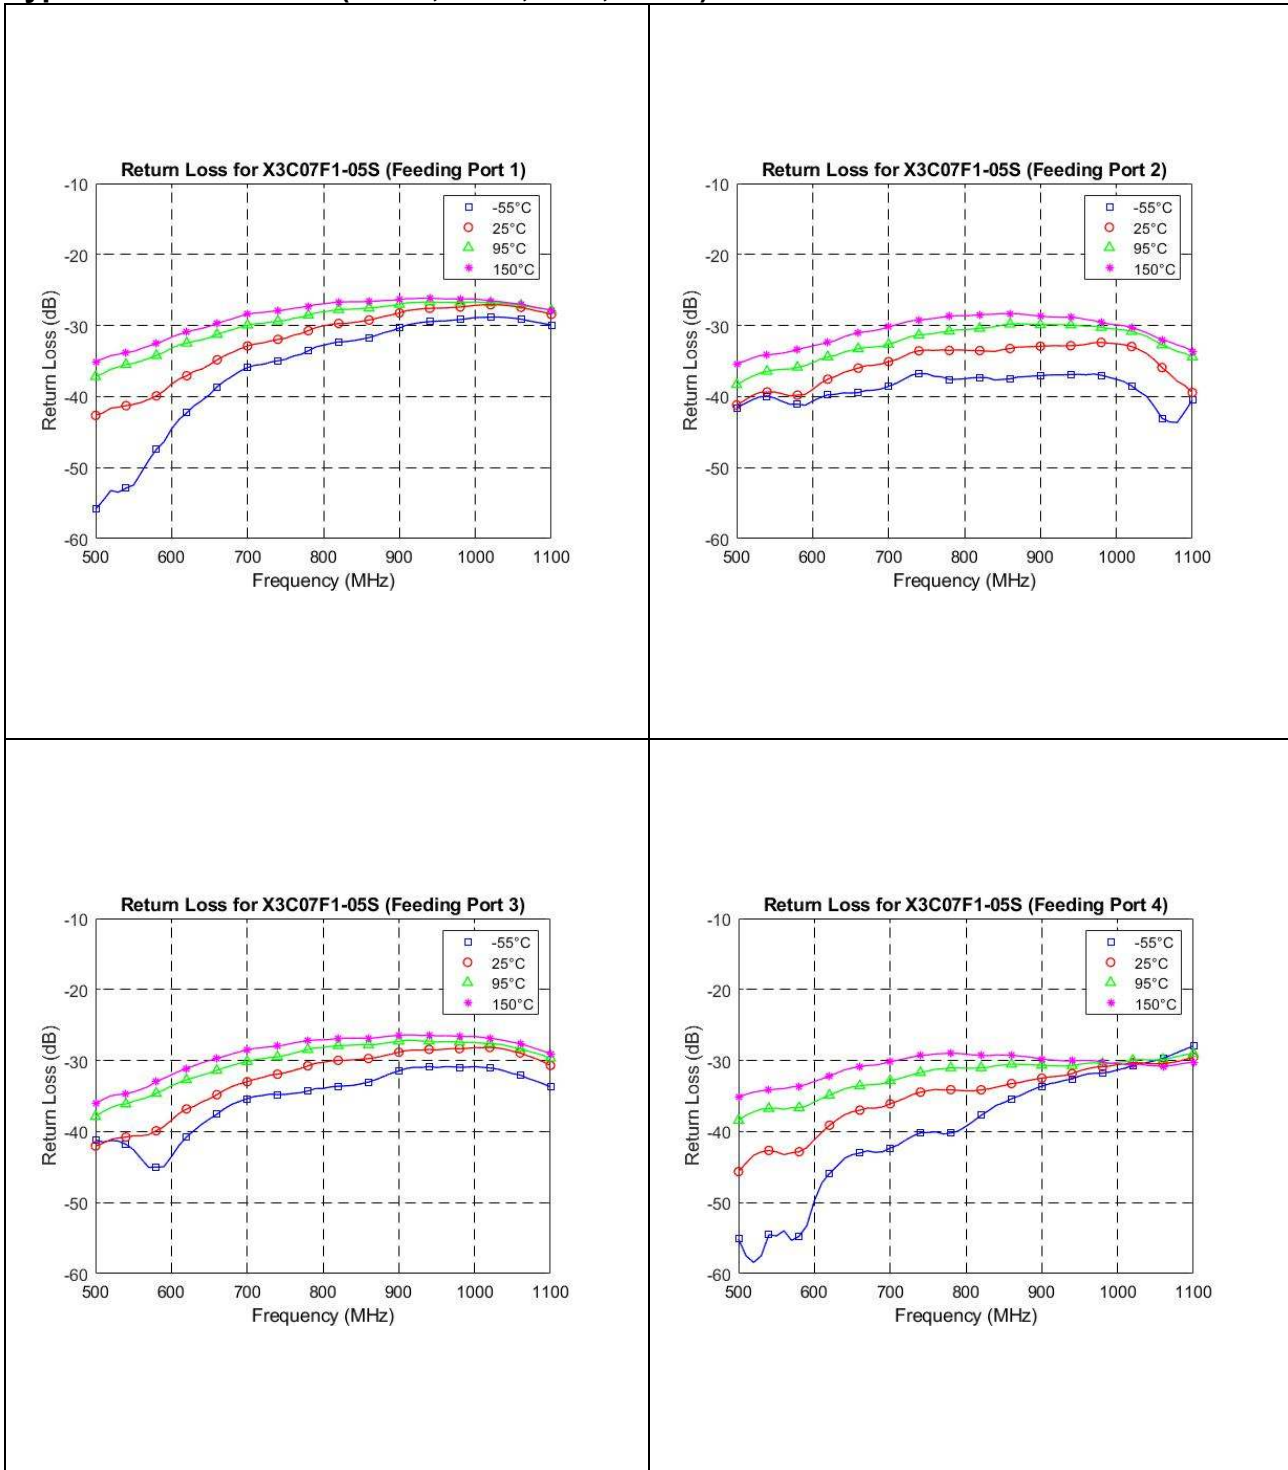 Return Loss for X3C07F1-05S (Feeding Port 1)
-10
-20
-30
-40
-50
-60
Return Loss (dB)
-55°C
25°C
95°C
150°C
500 600 700 800 900 1000 1100
Frequency (MHz)
Return Loss for X3C07F1-05S (Feeding Port 2)
-10
-20
-30
-40
-50
-60
Return Loss (dB)
-55°C
25°C
95°C
150°C
500 600 700 800 900 1000 1100
Frequency (MHz)
Return Loss for X3C07F1-05S (Feeding Port 3)
-10
-20
-30
-40
-50
-60
Return Loss (dB)
-55°C
25°C
95°C
150°C
500 600 700 800 900 1000 1100
Frequency (MHz)
Return Loss for X3C07F1-05S (Feeding Port 4)
-10
-20
-30
-40
-50
-60
Return Loss (dB)
-55°C
25°C
95°C
150°C
500 600 700 800 900 1000 1100
Frequency (MHz)